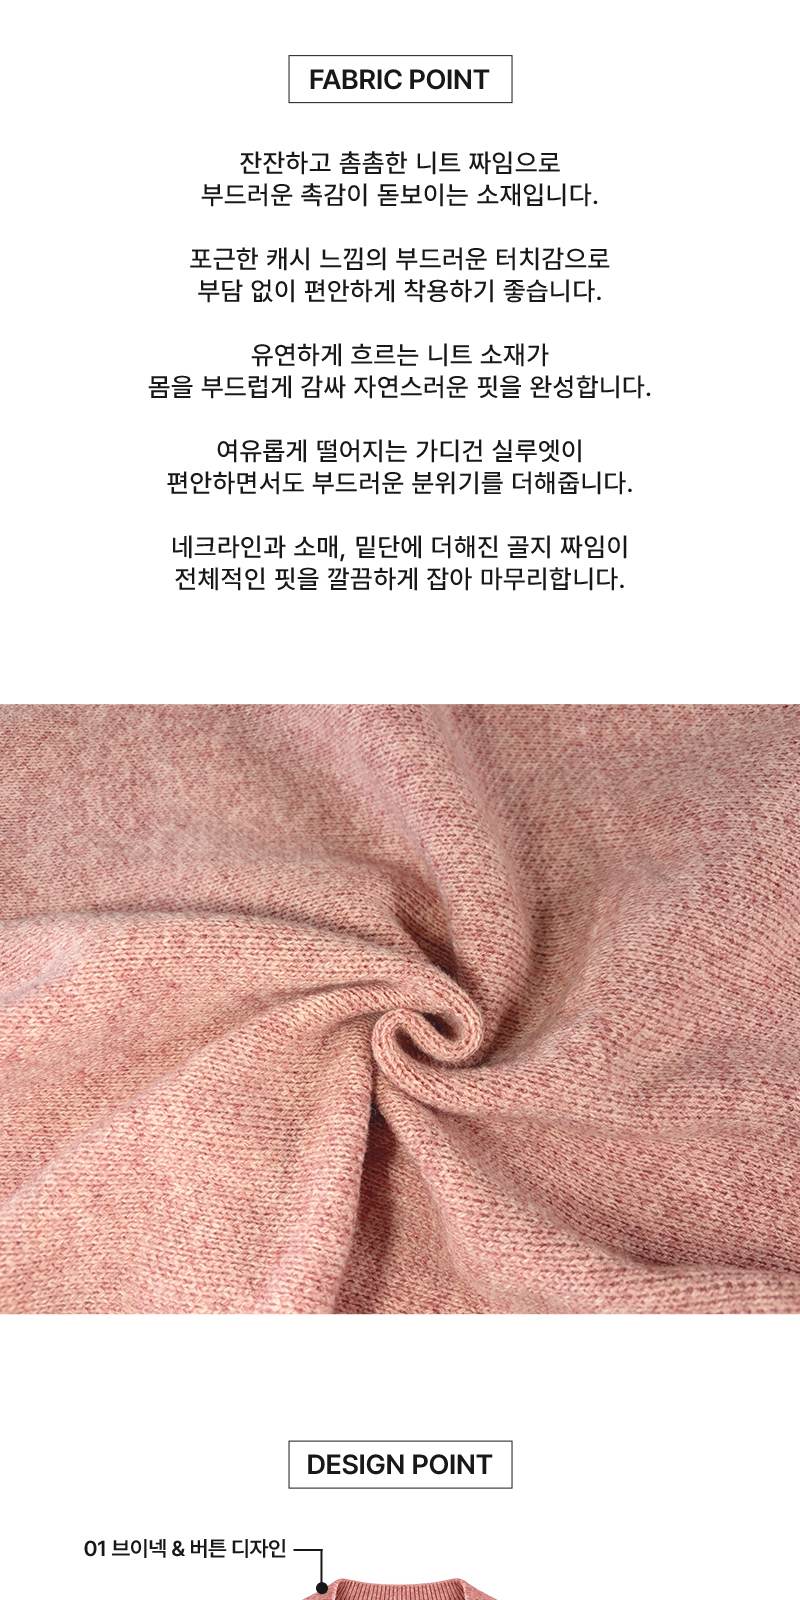 FABRIC POINT
잔잔하고 촘촘한 니트 짜임으로
부드러운 촉감이 돋보이는 소재입니다.
포근한 캐시 느낌의 부드러운 터치감으로
부담 없이 편안하게 착용하기 좋습니다.
유연하게 흐르는 니트 소재가
몸을 부드럽게 감싸 자연스러운 핏을 완성합니다.
여유롭게 떨어지는 가디건 실루엣이
편안하면서도 부드러운 분위기를 더해줍니다.
네크라인과 소매, 밑단에 더해진 골지 짜임이
전체적인 핏을 깔끔하게 잡아 마무리합니다.
DESIGN POINT
01 브이넥 & 버튼 디자인